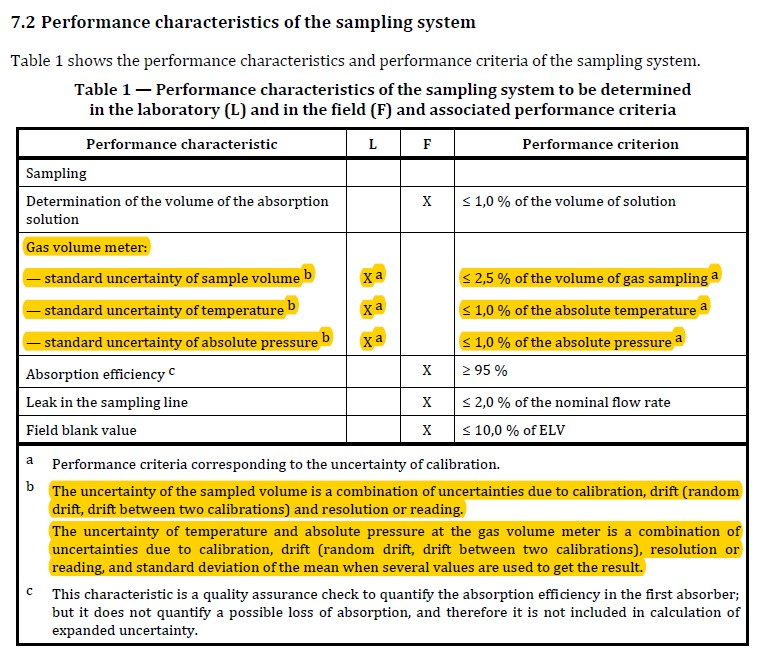 7.2 Performance characteristics of the sampling system
Table 1 shows the performance characteristics and performance criteria of the sampling system.
Table 1 — Performance characteristics of the sampling system to be determined
in the laboratory (L) and in the field (F) and associated performance criteria
Performance characteristic L F Performance criterion
Sampling
Determination of the volume of the absorption X ≤ 1,0 % of the volume of solution
solution
Gas volume meter:
— standard uncertainty of sample volume b X a ≤ 2,5 % of the volume of gas sampling a
— standard uncertainty of temperature b X a ≤ 1,0 % of the absolute temperature a
— standard uncertainty of absolute pressure b X a ≤ 1,0 % of the absolute pressure a
Absorption efficiency c X ≥ 95 %
Leak in the sampling line X ≤ 2,0 % of the nominal flow rate
Field blank value X ≤ 10,0 % of ELV
a Performance criteria corresponding to the uncertainty of calibration.
b The uncertainty of the sampled volume is a combination of uncertainties due to calibration, drift (random
drift, drift between two calibrations) and resolution or reading.
The uncertainty of temperature and absolute pressure at the gas volume meter is a combination of
uncertainties due to calibration, drift (random drift, drift between two calibrations), resolution or
reading, and standard deviation of the mean when several values are used to get the result.
c This characteristic is a quality assurance check to quantify the absorption efficiency in the first absorber;
but it does not quantify a possible loss of absorption, and therefore it is not included in calculation of
expanded uncertainty.